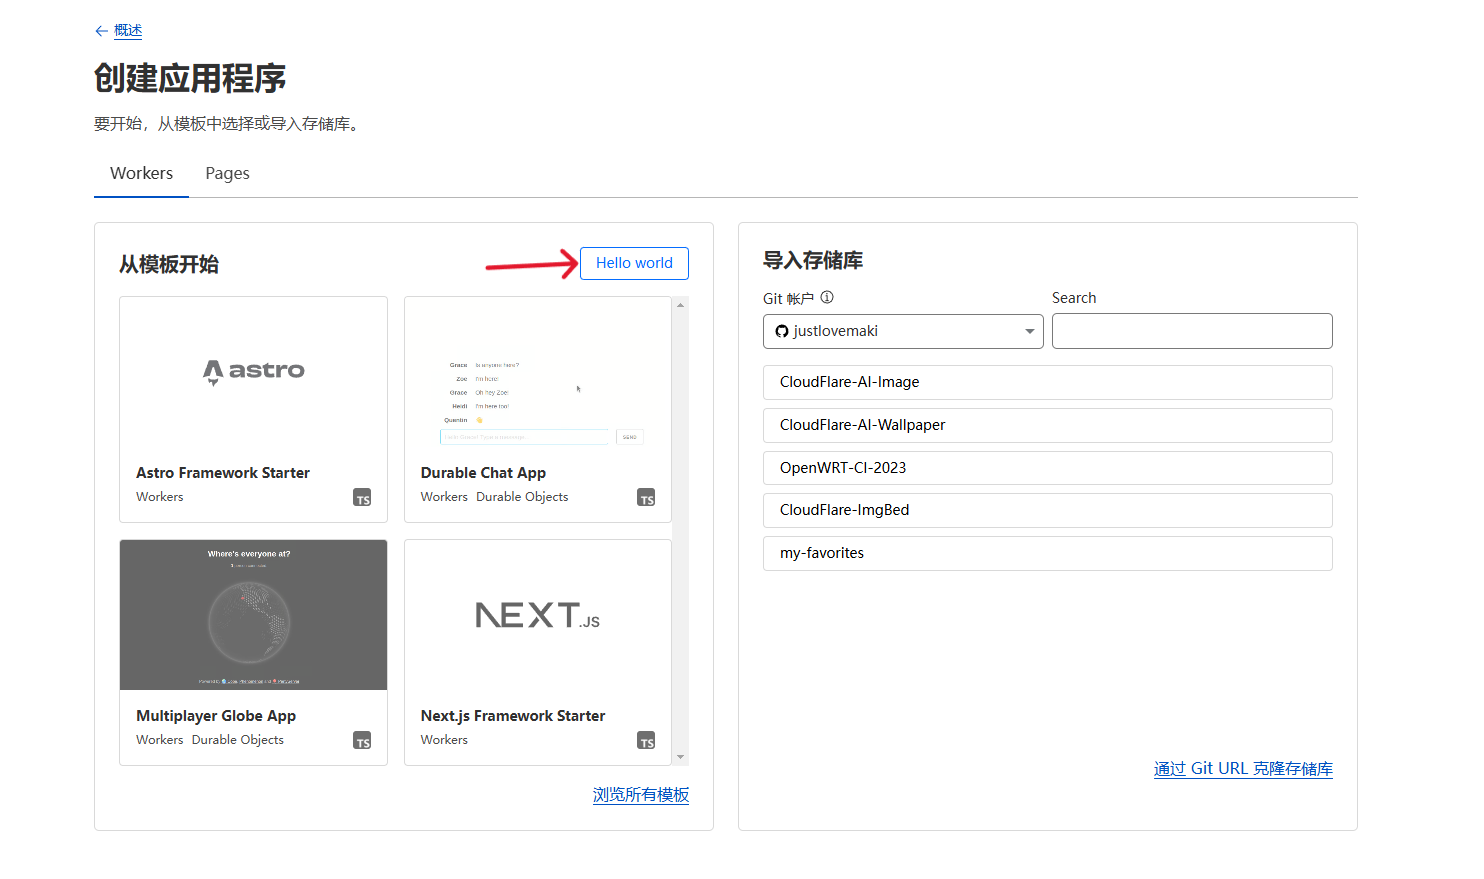 ← 概述
创建应用程序
要开始，从模板中选择或导入存储库。
Workers Pages
从模板开始
Hello world
astro
Astro Framework Starter
Workers
TS
Grace Is anyone here?
Zoe I'm here!
Grace Oh hey Zoe!
Heidi I'm here too!
Quentin 👋
SEND
Durable Chat App
Workers Durable Objects
TS
Where's everyone at?
Multiplayer Globe App
Workers Durable Objects
TS
NEXT.JS
Next.js Framework Starter
Workers
TS
浏览所有模板
导入存储库
Git 帐户
Search
justlovemaki
CloudFlare-AI-Image
CloudFlare-AI-Wallpaper
OpenWRT-CI-2023
CloudFlare-ImgBed
my-favorites
通过 Git URL 克隆存储库